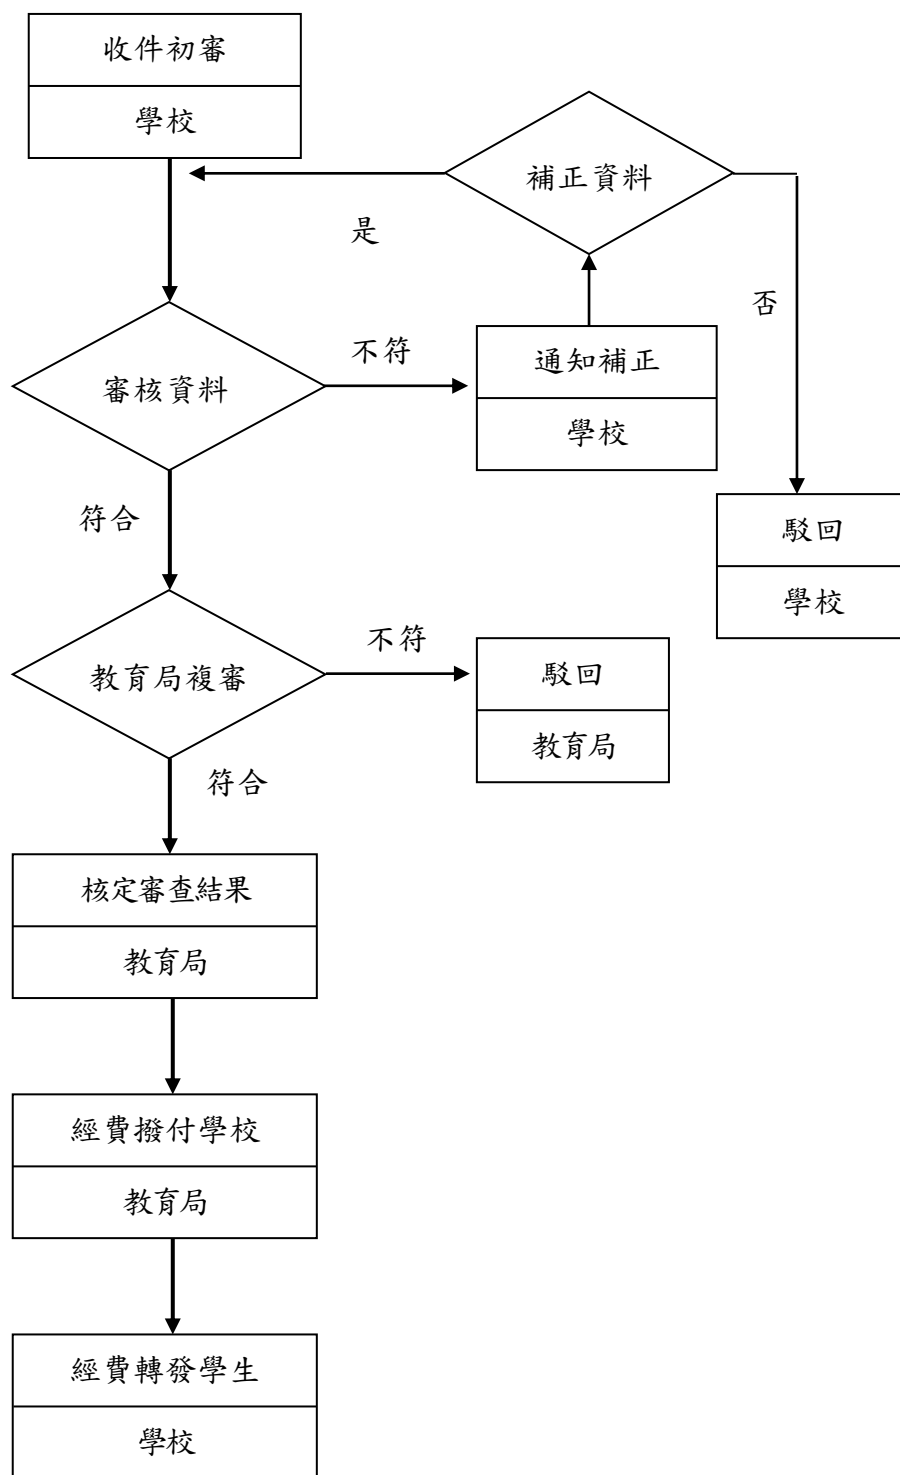 收件初審
學校
補正資料
是
否
不符
通知補正
學校
審核資料
符合
駁回
學校
不符
教育局複審
駁回
教育局
符合
核定審查結果
教育局
經費撥付學校
教育局
經費轉發學生
學校